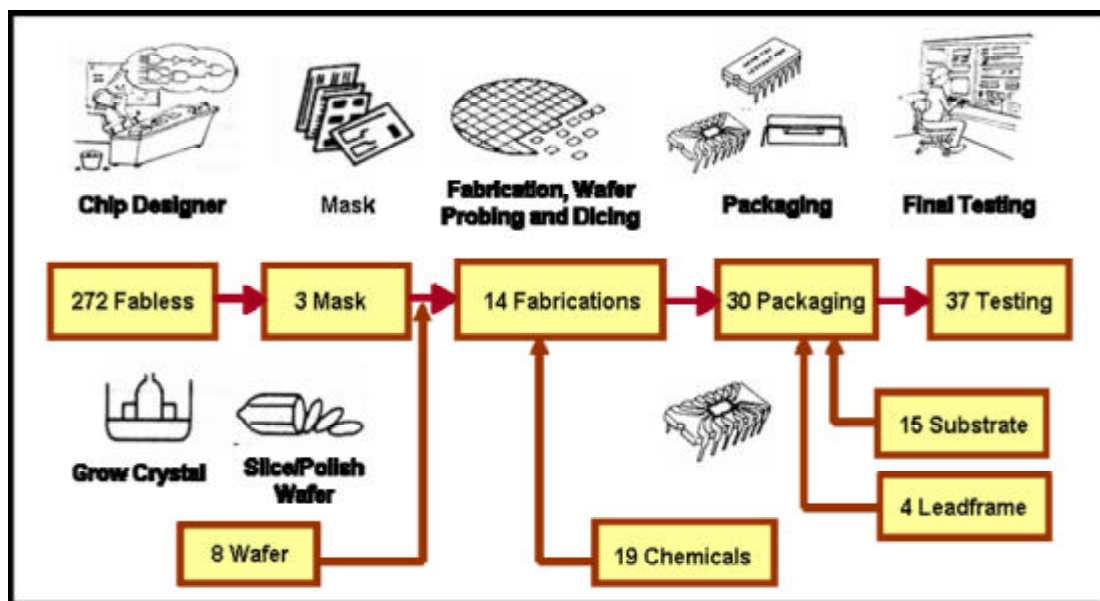 Chip Designer
Mask
Fabrication, Wafer
Probing and Dicing
Packaging
Final Testing
272 Fabless
3 Mask
14 Fabrications
30 Packaging
37 Testing
Grow Crystal
Slice/Polish
Wafer
15 Substrate
4 Leadframe
8 Wafer
19 Chemicals